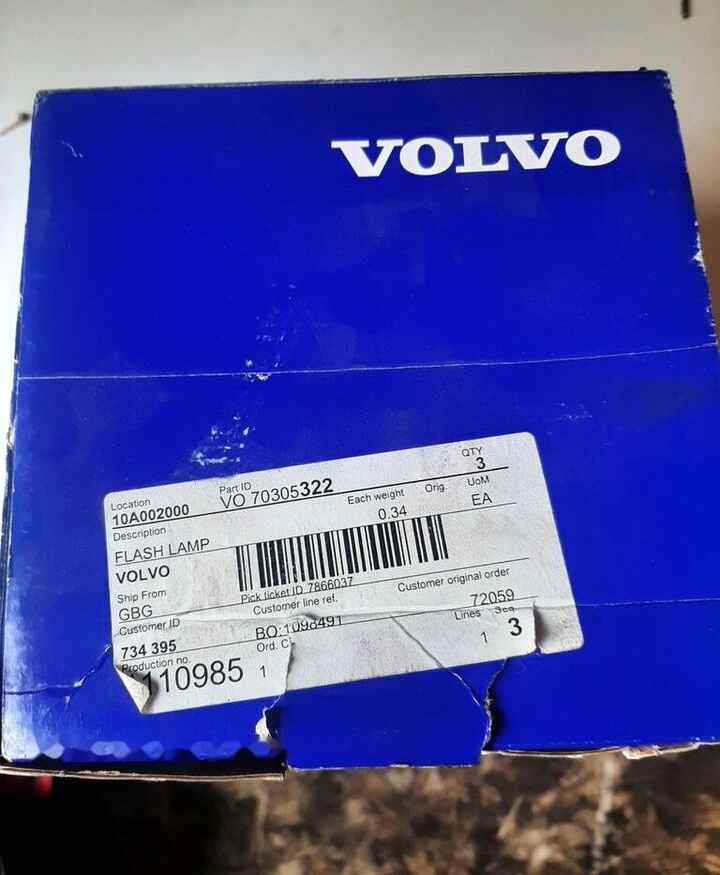 VOLVO
Location
10A002000
Part ID
VO 70305322
QTY
3
Description
FLASH LAMP
Each weight
0.34
Orig.
UoM
EA
VOLVO
Ship From
GBG
Pick ticket ID 7866037
Customer ID
734 395
Customer line ref.
BO:1098491
Customer original order
72059
Production no.
110985
Ord.
1
Lines
1
Seq
3